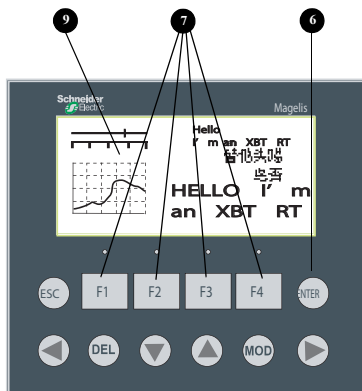 9 7 6
Schneider
Electric
Magelis
Hello
I' m an XBT RT
HELLO I' m
an XBT RT
ESC F1 F2 F3 F4 ENTER
DEL MOD